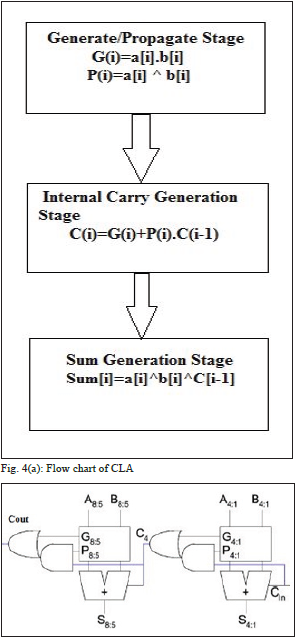 Generate/Propagate Stage
G(i)=a[i].b[i]
P(i)=a[i] ^ b[i]
Internal Carry Generation
Stage
C(i)=G(i)+P(i).C(i-1)
Sum Generation Stage
Sum[i]=a[i]^b[i]^C[i-1]
Fig. 4(a): Flow chart of CLA
A8:5 B8:5 A4:1 B4:1
Cout G8:5 C4 G4:1
P8:5 P4:1
+ + Cin
S8:5 S4:1